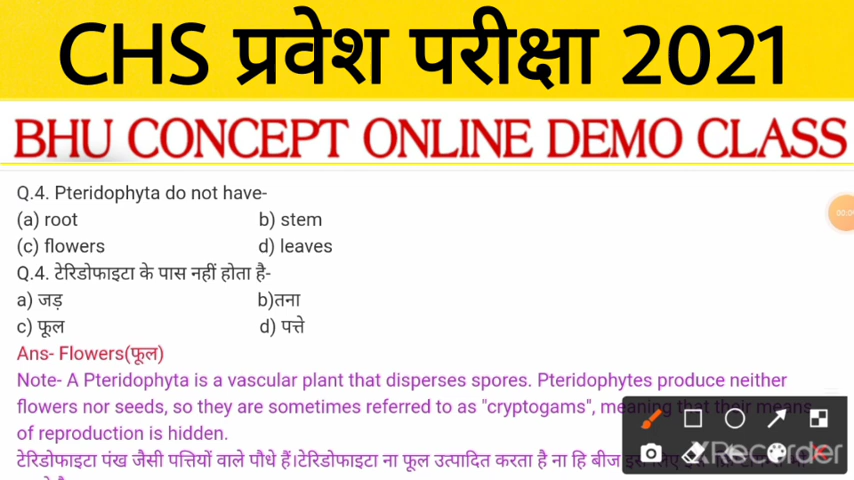 CHS प्रवेश परीक्षा 2021
BHU CONCEPT ONLINE DEMO CLASS
Q.4. Pteridophyta do not have-
(a) root b) stem
(c) flowers d) leaves
Q.4. टेरिडोफाइटा के पास नहीं होता है-
a) जड़ b)तना
c) फूल d) पत्ते
Ans- Flowers(फूल)
Note- A Pteridophyta is a vascular plant that disperses spores. Pteridophytes produce neither
flowers nor seeds, so they are sometimes referred to as "cryptogams", meaning that their means
of reproduction is hidden.
टेरिडोफाइटा पंख जैसी पत्तियों वाले पौधे हैं।टेरिडोफाइटा ना फूल उत्पादित करता है ना हि बीज
XRecorder